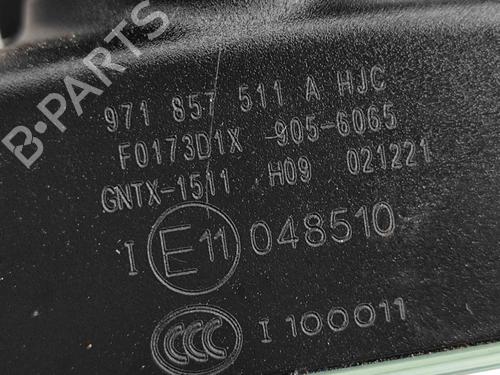 B-PARTS
971 857 511 A HJC
F0173D1X -905-6065
GNTX-1511 H09 021221
I E11 048510
CCC I 100011